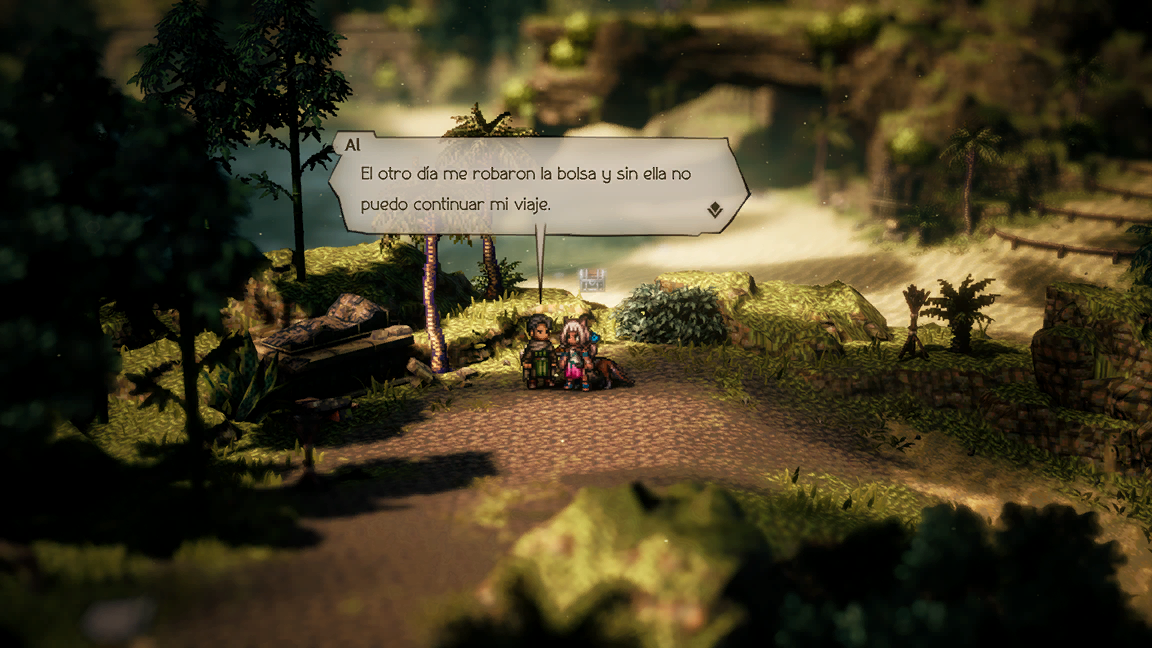 Al
El otro día me robaron la bolsa y sin ella no
puedo continuar mi viaje.